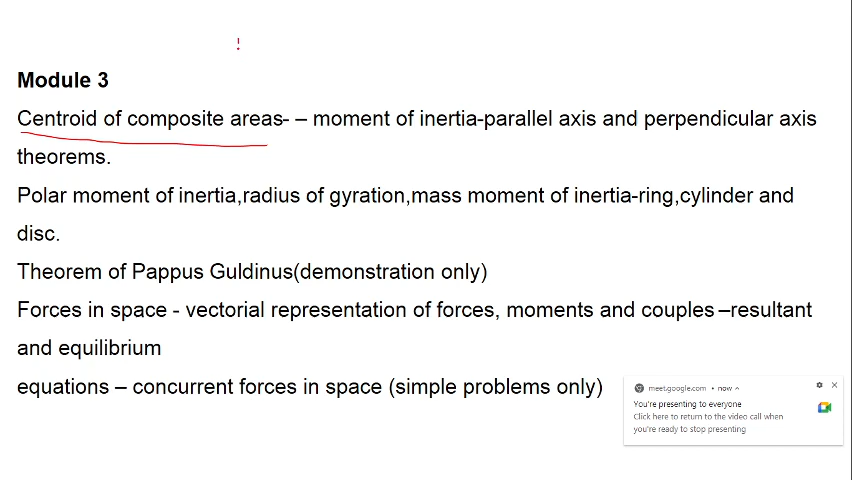 !
Module 3
Centroid of composite areas- – moment of inertia-parallel axis and perpendicular axis
theorems.
Polar moment of inertia,radius of gyration,mass moment of inertia-ring,cylinder and
disc.
Theorem of Pappus Guldinus(demonstration only)
Forces in space - vectorial representation of forces, moments and couples –resultant
and equilibrium
equations – concurrent forces in space (simple problems only)
meet.google.com • now
You're presenting to everyone
Click here to return to the video call when
you're ready to stop presenting